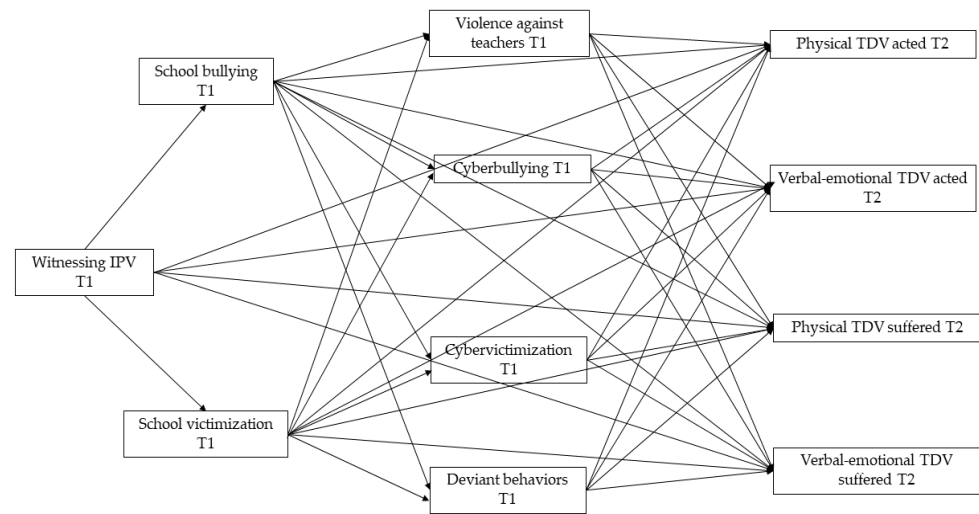 Violence against
teachers T1
Physical TDV acted T2
School bullying
T1
Cyberbullying T1
Verbal-emotional TDV acted
T2
Witnessing IPV
T1
Physical TDV suffered T2
Cybervictimization
T1
School victimization
T1
Verbal-emotional TDV
suffered T2
Deviant behaviors
T1